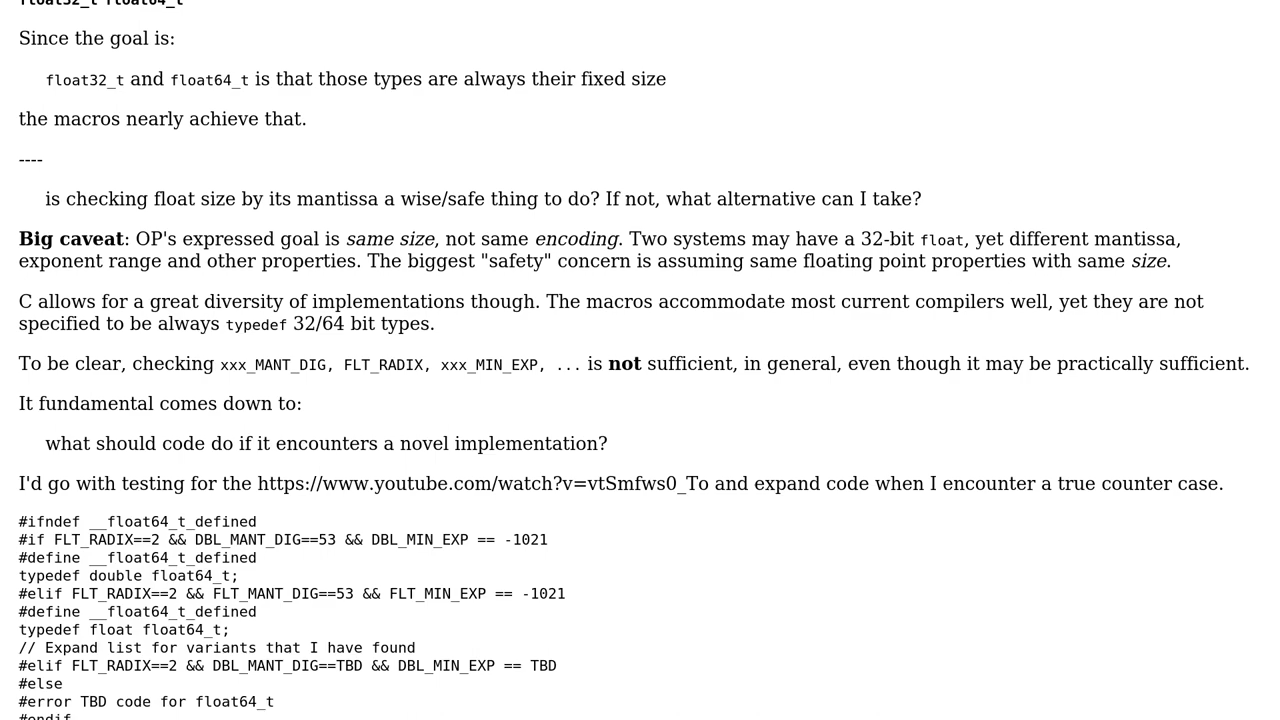 float32_t float64_t
Since the goal is:
float32_t and float64_t is that those types are always their fixed size
the macros nearly achieve that.
----
is checking float size by its mantissa a wise/safe thing to do? If not, what alternative can I take?
Big caveat: OP's expressed goal is same size, not same encoding. Two systems may have a 32-bit float, yet different mantissa,
exponent range and other properties. The biggest "safety" concern is assuming same floating point properties with same size.
C allows for a great diversity of implementations though. The macros accommodate most current compilers well, yet they are not
specified to be always typedef 32/64 bit types.
To be clear, checking xxx_MANT_DIG, FLT_RADIX, xxx_MIN_EXP, ... is not sufficient, in general, even though it may be practically sufficient.
It fundamental comes down to:
what should code do if it encounters a novel implementation?
I'd go with testing for the https://www.youtube.com/watch?v=vtSmfws0_To and expand code when I encounter a true counter case.
#ifndef __float64_t_defined
#if FLT_RADIX==2 && DBL_MANT_DIG==53 && DBL_MIN_EXP == -1021
#define __float64_t_defined
typedef double float64_t;
#elif FLT_RADIX==2 && FLT_MANT_DIG==53 && FLT_MIN_EXP == -1021
#define __float64_t_defined
typedef float float64_t;
// Expand list for variants that I have found
#elif FLT_RADIX==2 && DBL_MANT_DIG==TBD && DBL_MIN_EXP == TBD
#else
#error TBD code for float64_t
#endif